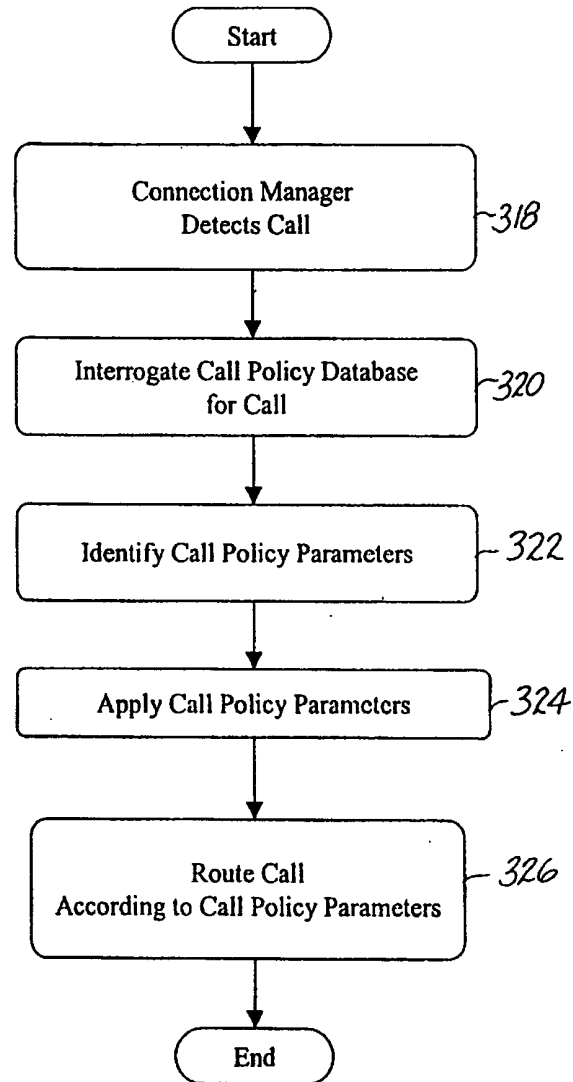 Start
Connection Manager
Detects Call
318
Interrogate Call Policy Database
for Call
320
Identify Call Policy Parameters
322
Apply Call Policy Parameters
324
Route Call
According to Call Policy Parameters
326
End